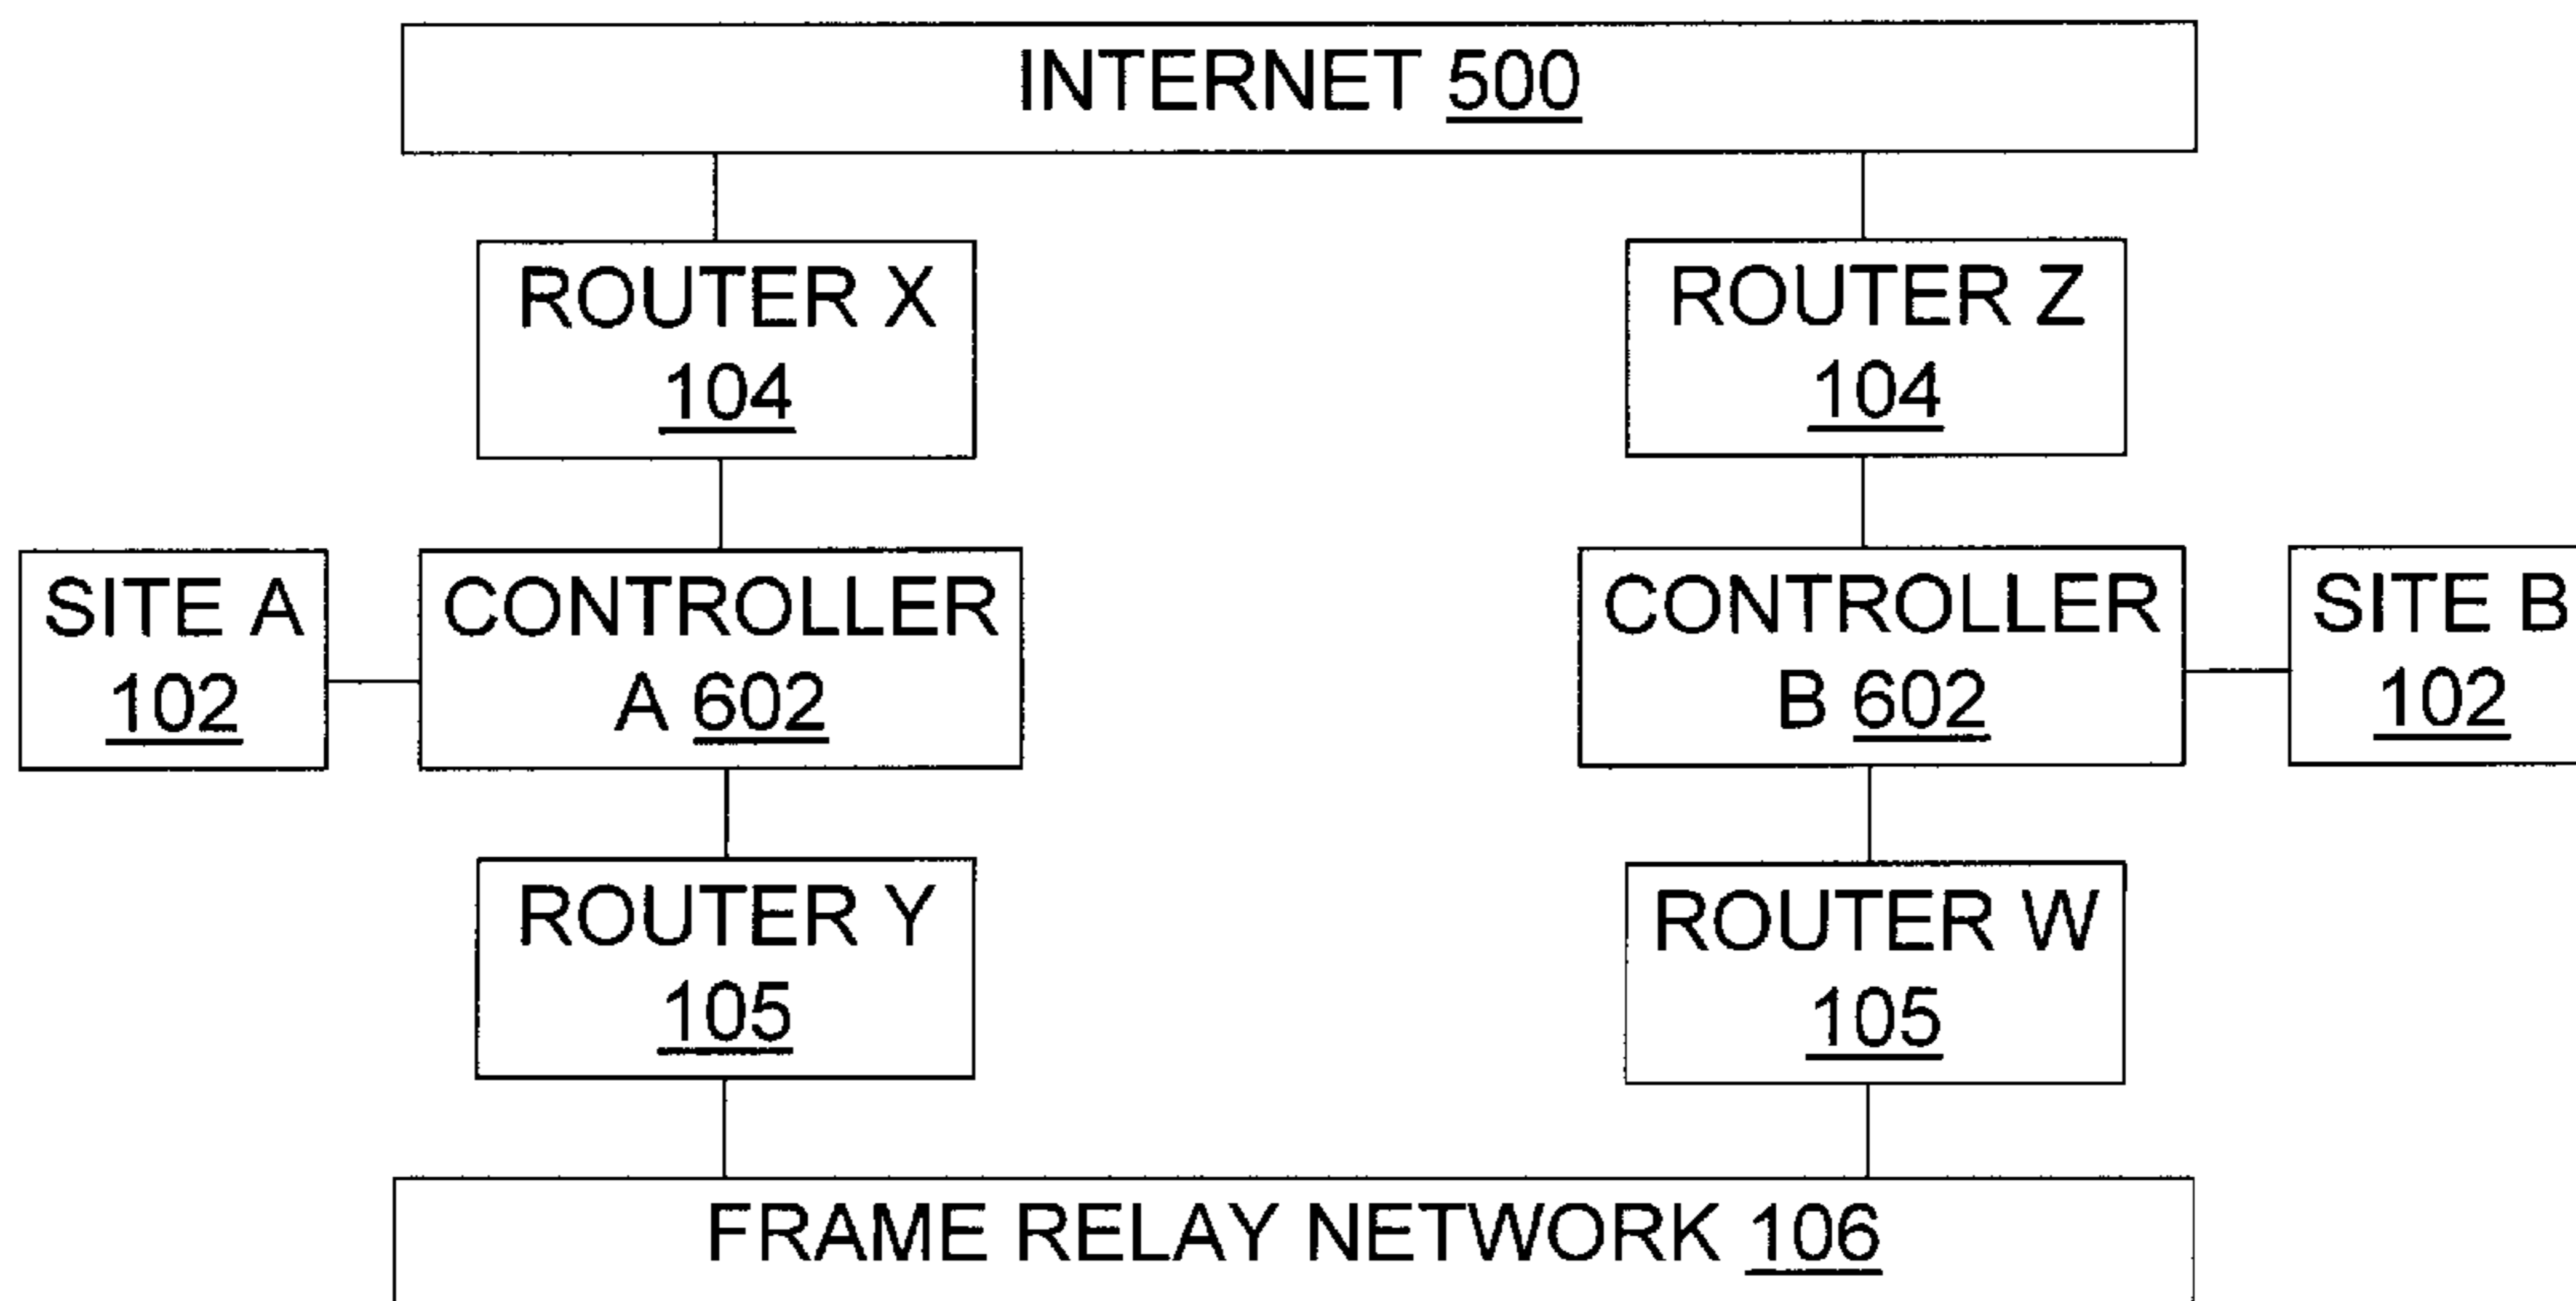 INTERNET 500
ROUTER X
104
ROUTER Z
104
SITE A
102
CONTROLLER
A 602
CONTROLLER
B 602
SITE B
102
ROUTER Y
105
ROUTER W
105
FRAME RELAY NETWORK 106